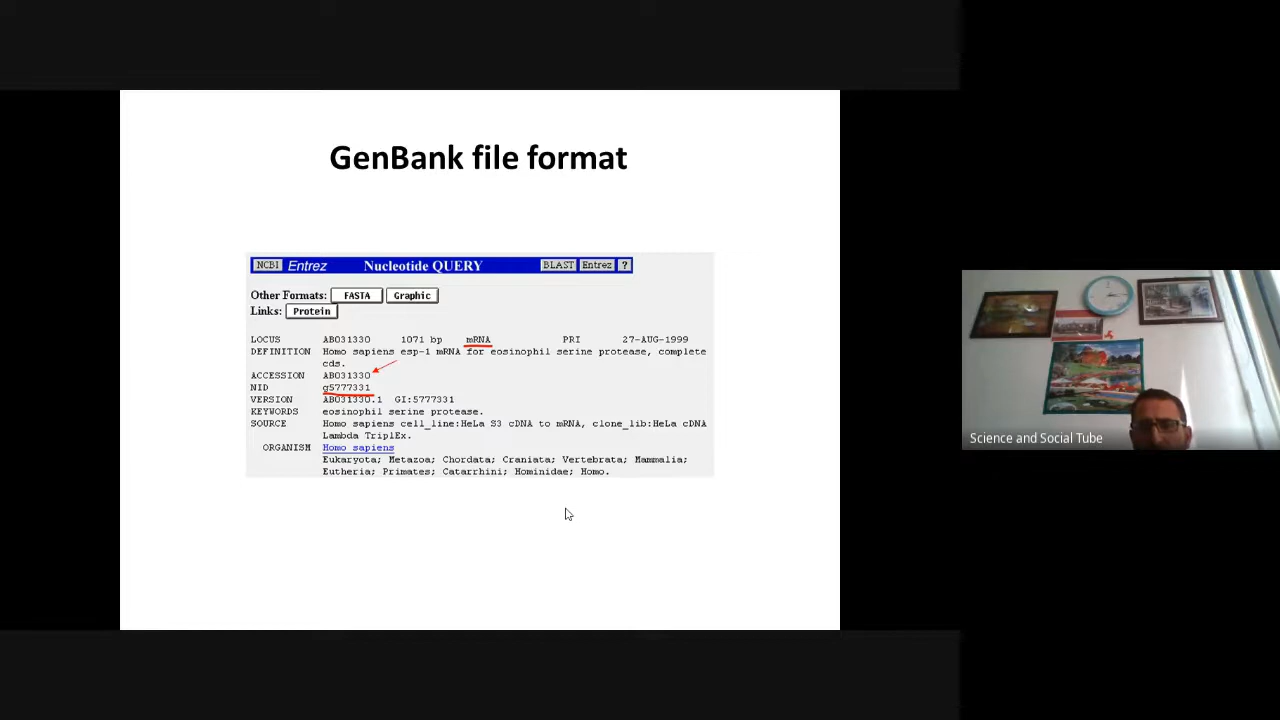 GenBank file format
NCBI Entrez Nucleotide QUERY BLAST Entrez ?
Other Formats: FASTA Graphic
Links: Protein
LOCUS AB031330 1071 bp mRNA PRI 27-AUG-1999
DEFINITION Homo sapiens esp-1 mRNA for eosinophil serine protease, complete
cds.
ACCESSION AB031330
NID g5777331
VERSION AB031330.1 GI:5777331
KEYWORDS eosinophil serine protease.
SOURCE Homo sapiens cell_line:HeLa S3 cDNA to mRNA, clone_lib:HeLa cDNA
Lambda TriplEx.
ORGANISM Homo sapiens
Eukaryota; Metazoa; Chordata; Craniata; Vertebrata; Mammalia;
Eutheria; Primates; Catarrhini; Hominidae; Homo.
Science and Social Tube